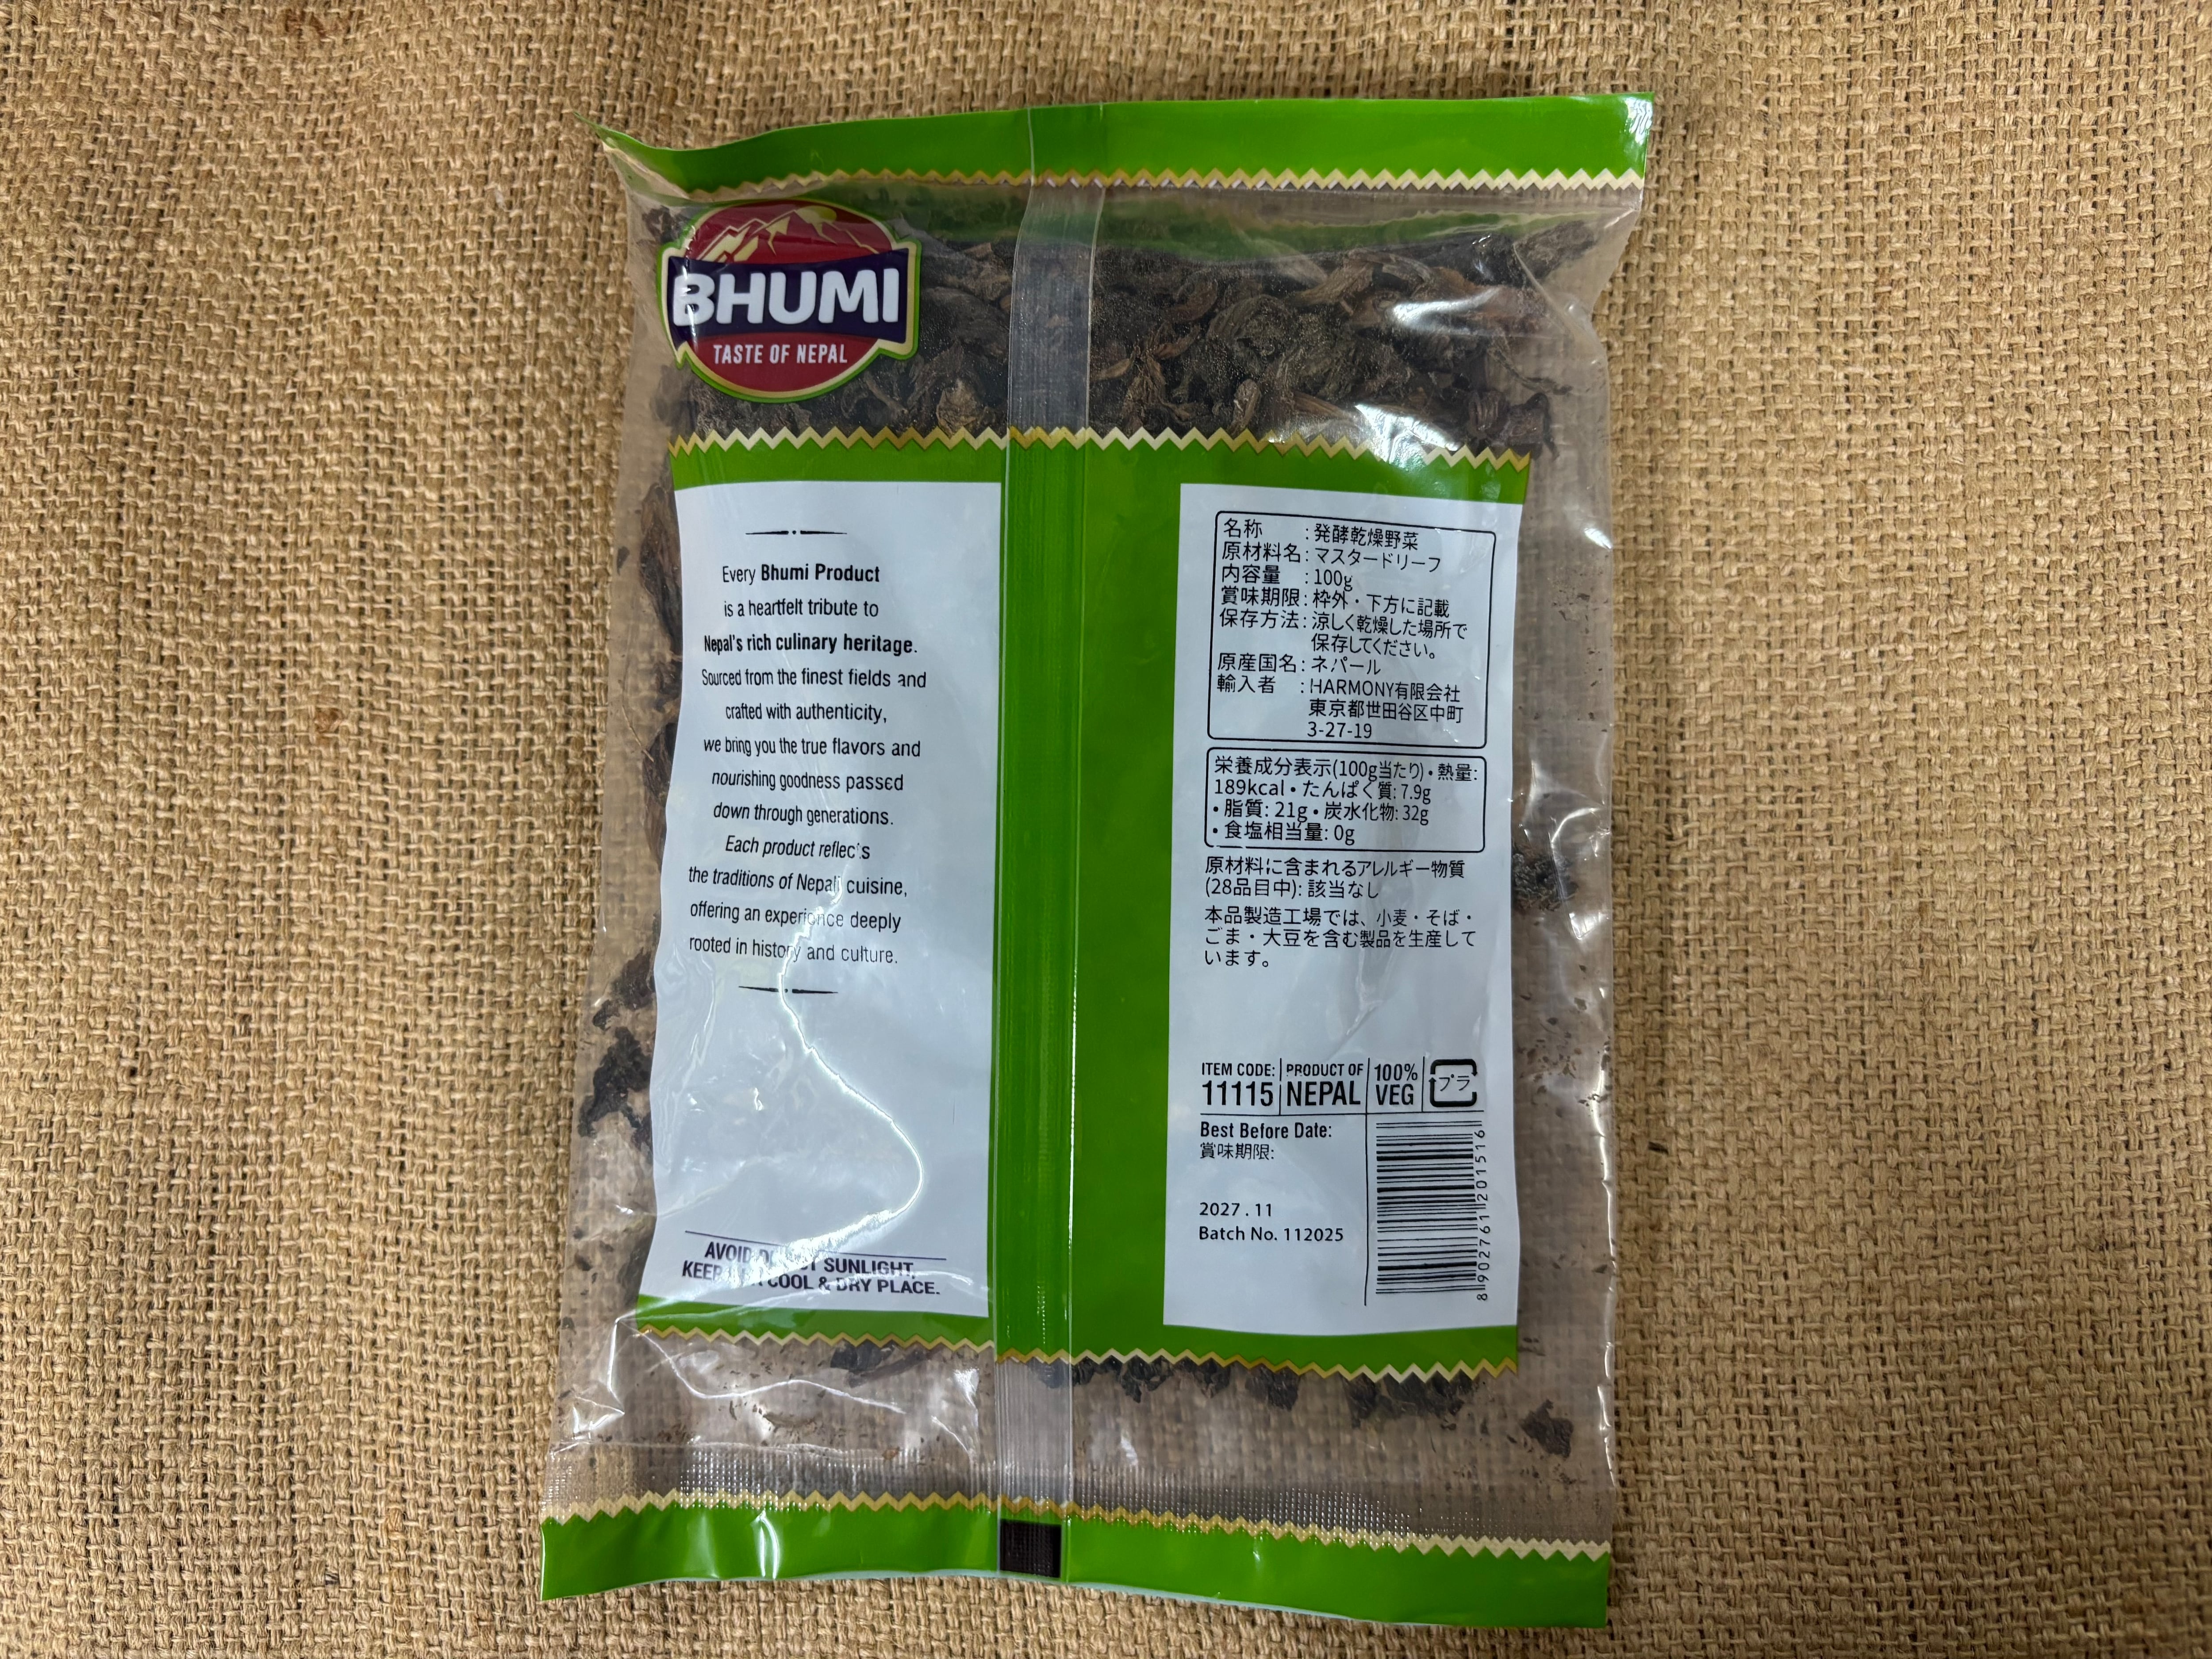 BHUMI
TASTE OF NEPAL
Every Bhumi Product
is a heartfelt tribute to
Nepal's rich culinary heritage.
Sourced from the finest fields and
crafted with authenticity,
we bring you the true flavors and
nourishing goodness passed
down through generations.
Each product reflects
the traditions of Nepali cuisine,
offering an experience deeply
rooted in history and culture.
AVOID DIRECT SUNLIGHT,
KEEP COOL & DRY PLACE.
名称 : 発酵乾燥野菜
原材料名 : マスタードリーフ
内容量 : 100g
賞味期限 : 枠外・下方に記載
保存方法 : 涼しく乾燥した場所で
保存してください。
原産国名 : ネパール
輸入者 : HARMONY有限会社
東京都世田谷区中町
3-27-19
栄養成分表示(100g当たり)・熱量:
189kcal・たんぱく質: 7.9g
・脂質: 21g・炭水化物: 32g
・食塩相当量: 0g
原材料に含まれるアレルギー物質
(28品目中): 該当なし
本品製造工場では、小麦・そば・
ごま・大豆を含む製品を生産して
います。
ITEM CODE: 11115
PRODUCT OF NEPAL
100% VEG
プラ
Best Before Date:
賞味期限:
2027 . 11
Batch No. 112025
8902761201516